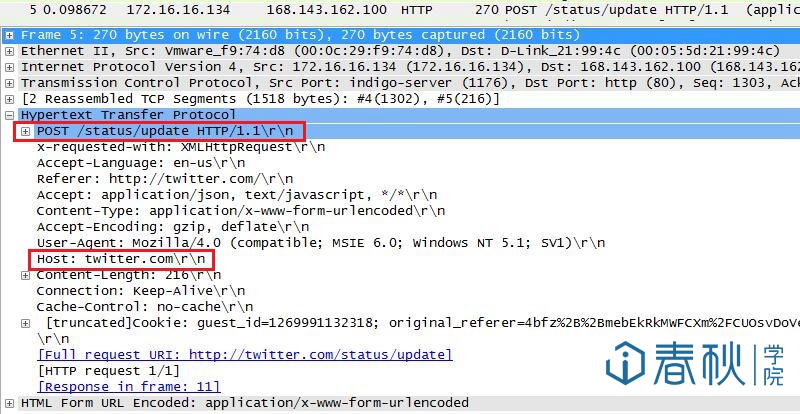 5 0.098672 172.16.16.134 168.143.162.100 HTTP 270 POST /status/update HTTP/1.1 (applic
Frame 5: 270 bytes on wire (2160 bits), 270 bytes captured (2160 bits)
Ethernet II, Src: Vmware_f9:74:d8 (00:0c:29:f9:74:d8), Dst: D-Link_21:99:4c (00:05:5d:21:99:4c)
Internet Protocol Version 4, Src: 172.16.16.134 (172.16.16.134), Dst: 168.143.162.100 (168.143.162
Transmission Control Protocol, Src Port: indigo-server (1176), Dst Port: http (80), Seq: 1303, Ack
[2 Reassembled TCP Segments (1518 bytes): #4(1302), #5(216)]
Hypertext Transfer Protocol
POST /status/update HTTP/1.1\r\n
x-requested-with: XMLHttpRequest\r\n
Accept-Language: en-us\r\n
Referer: http://twitter.com/\r\n
Accept: application/json, text/javascript, */*\r\n
Content-Type: application/x-www-form-urlencoded\r\n
Accept-Encoding: gzip, deflate\r\n
User-Agent: Mozilla/4.0 (compatible; MSIE 6.0; Windows NT 5.1; SV1)\r\n
Host: twitter.com\r\n
Content-Length: 216\r\n
Connection: Keep-Alive\r\n
Cache-Control: no-cache\r\n
[truncated]Cookie: guest_id=1269991132318; original_referer=4bfz%2B%2BmebEkRkMWFCXm%2FCUOsvDoVe
\r\n
[Full request URI: http://twitter.com/status/update]
[HTTP request 1/1]
[Response in frame: 11]
HTML Form URL Encoded: application/x-www-form-urlencoded
春秋 学院